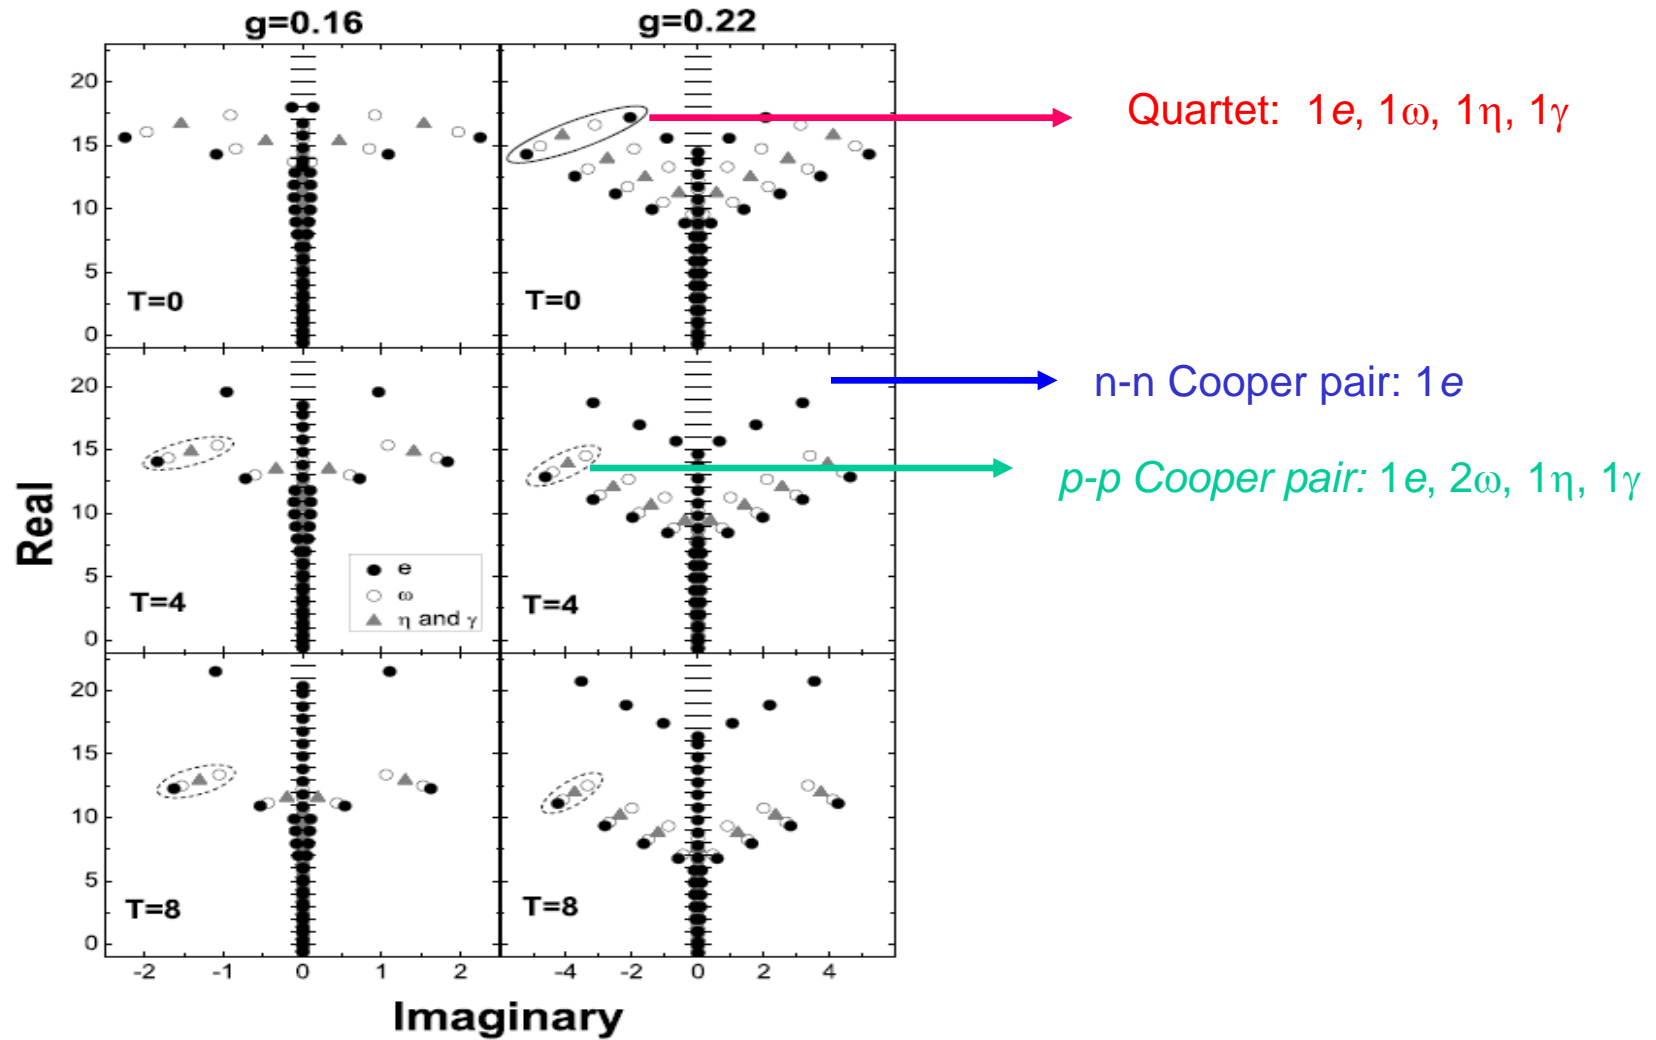 g=0.16
g=0.22
20
15
10
5
0
T=0
T=0
Quartet: 1e, 1ω, 1η, 1γ
20
15
10
5
0
T=4
e
ω
η and γ
T=4
n-n Cooper pair: 1e
p-p Cooper pair: 1e, 2ω, 1η, 1γ
Real
20
15
10
5
0
T=8
T=8
-2 -1 0 1 2
-4 -2 0 2 4
Imaginary